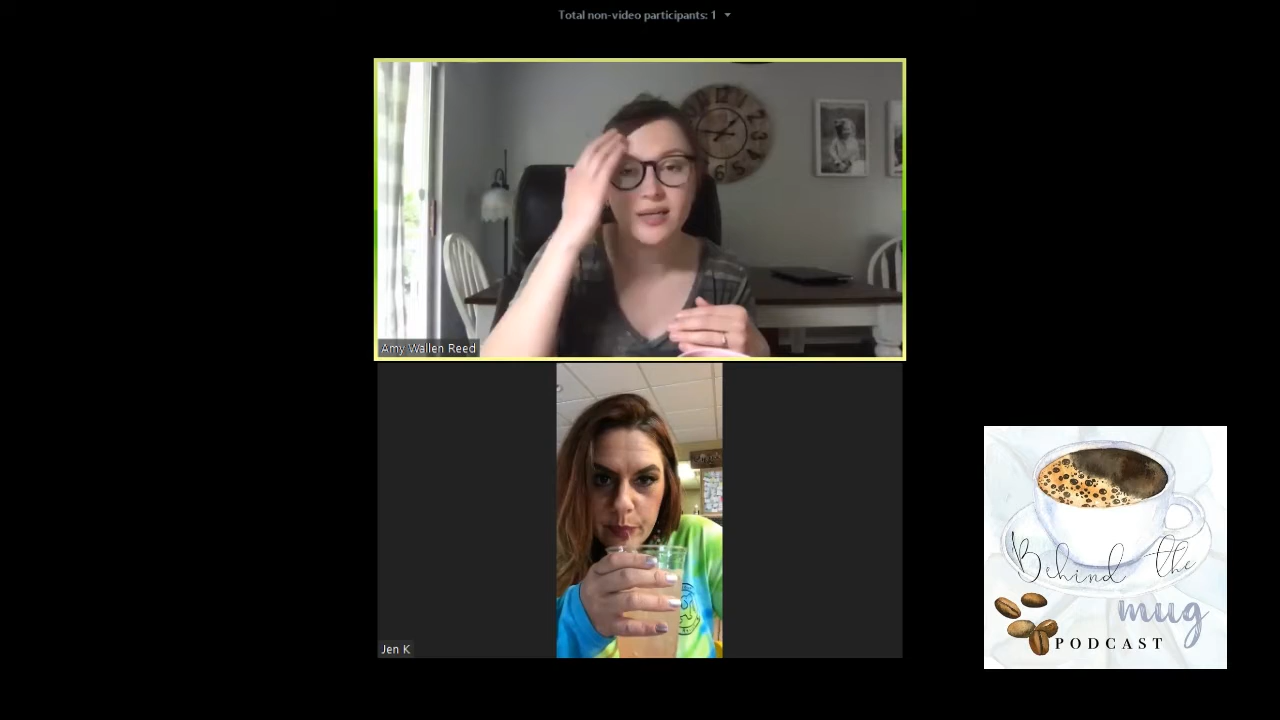 Total non-video participants: 1
Amy Wallen Reed
Jen K
Behind the
mug
PODCAST